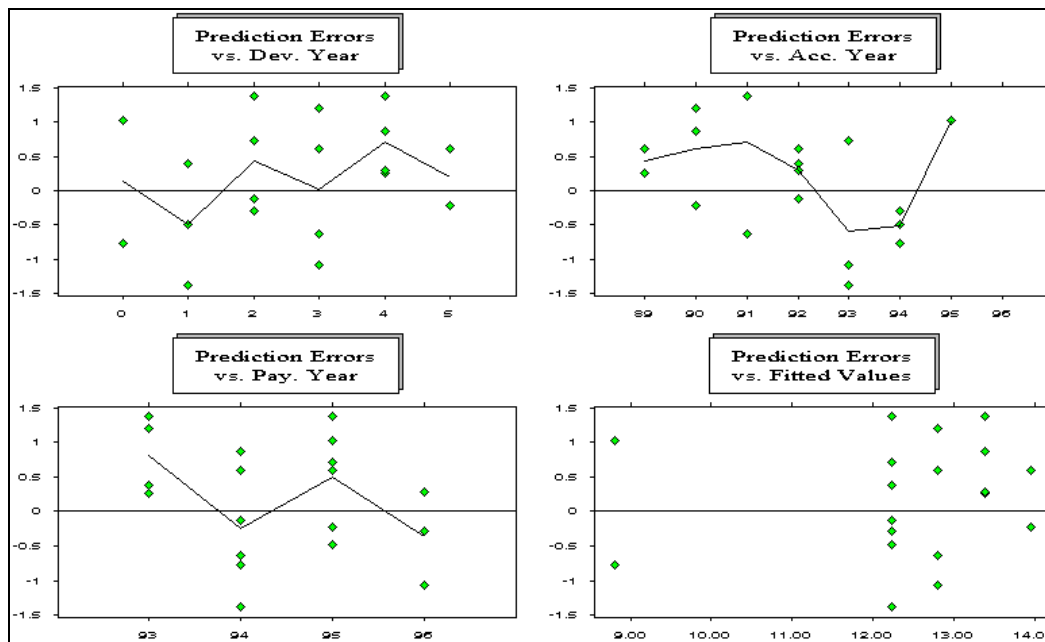 Prediction Errors
vs. Dev. Year
1.5
1
0.5
0
-0.5
-1
-1.5
0 1 2 3 4 5
Prediction Errors
vs. Acc. Year
1.5
1
0.5
0
-0.5
-1
-1.5
89 90 91 92 93 94 95 96
Prediction Errors
vs. Pay. Year
1.5
1
0.5
0
-0.5
-1
-1.5
93 94 95 96
Prediction Errors
vs. Fitted Values
1.5
1
0.5
0
-0.5
-1
-1.5
9.00 10.00 11.00 12.00 13.00 14.0